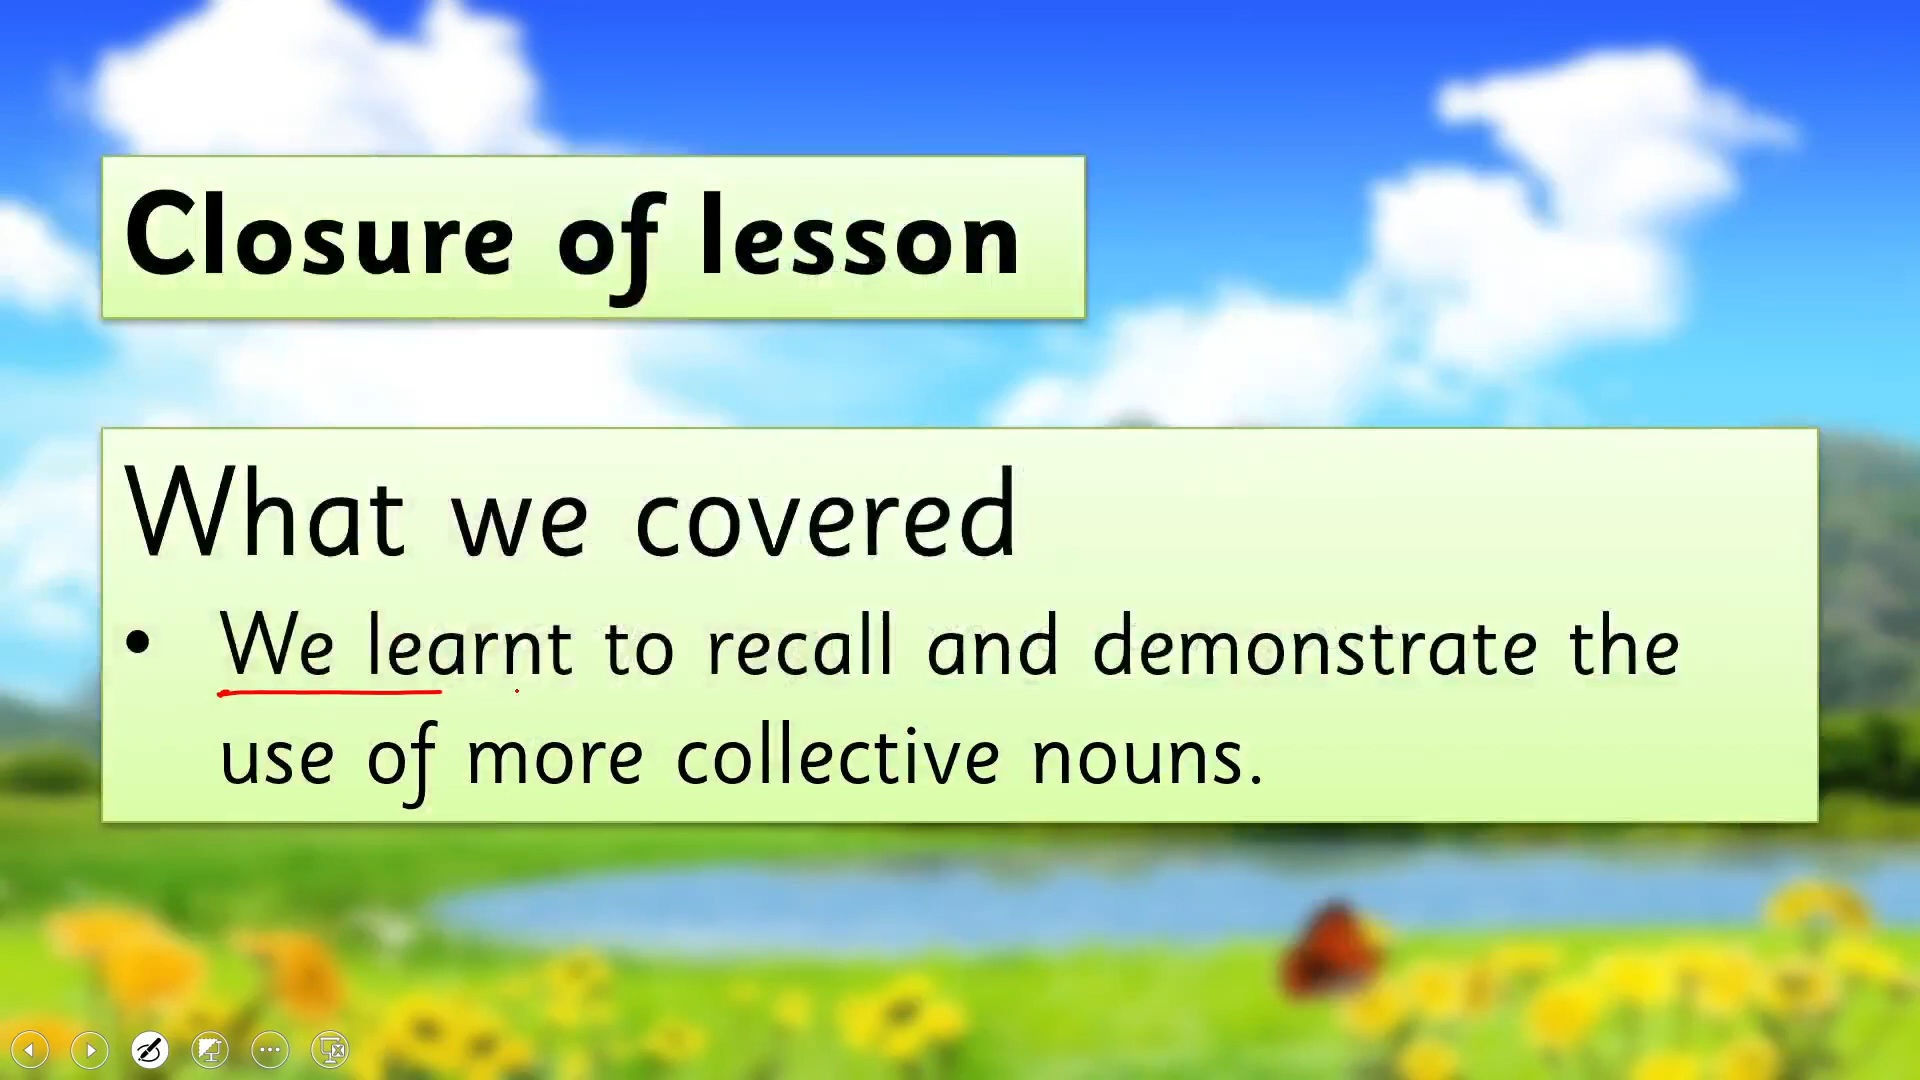 Closure of lesson
What we covered
• We learnt to recall and demonstrate the
use of more collective nouns.